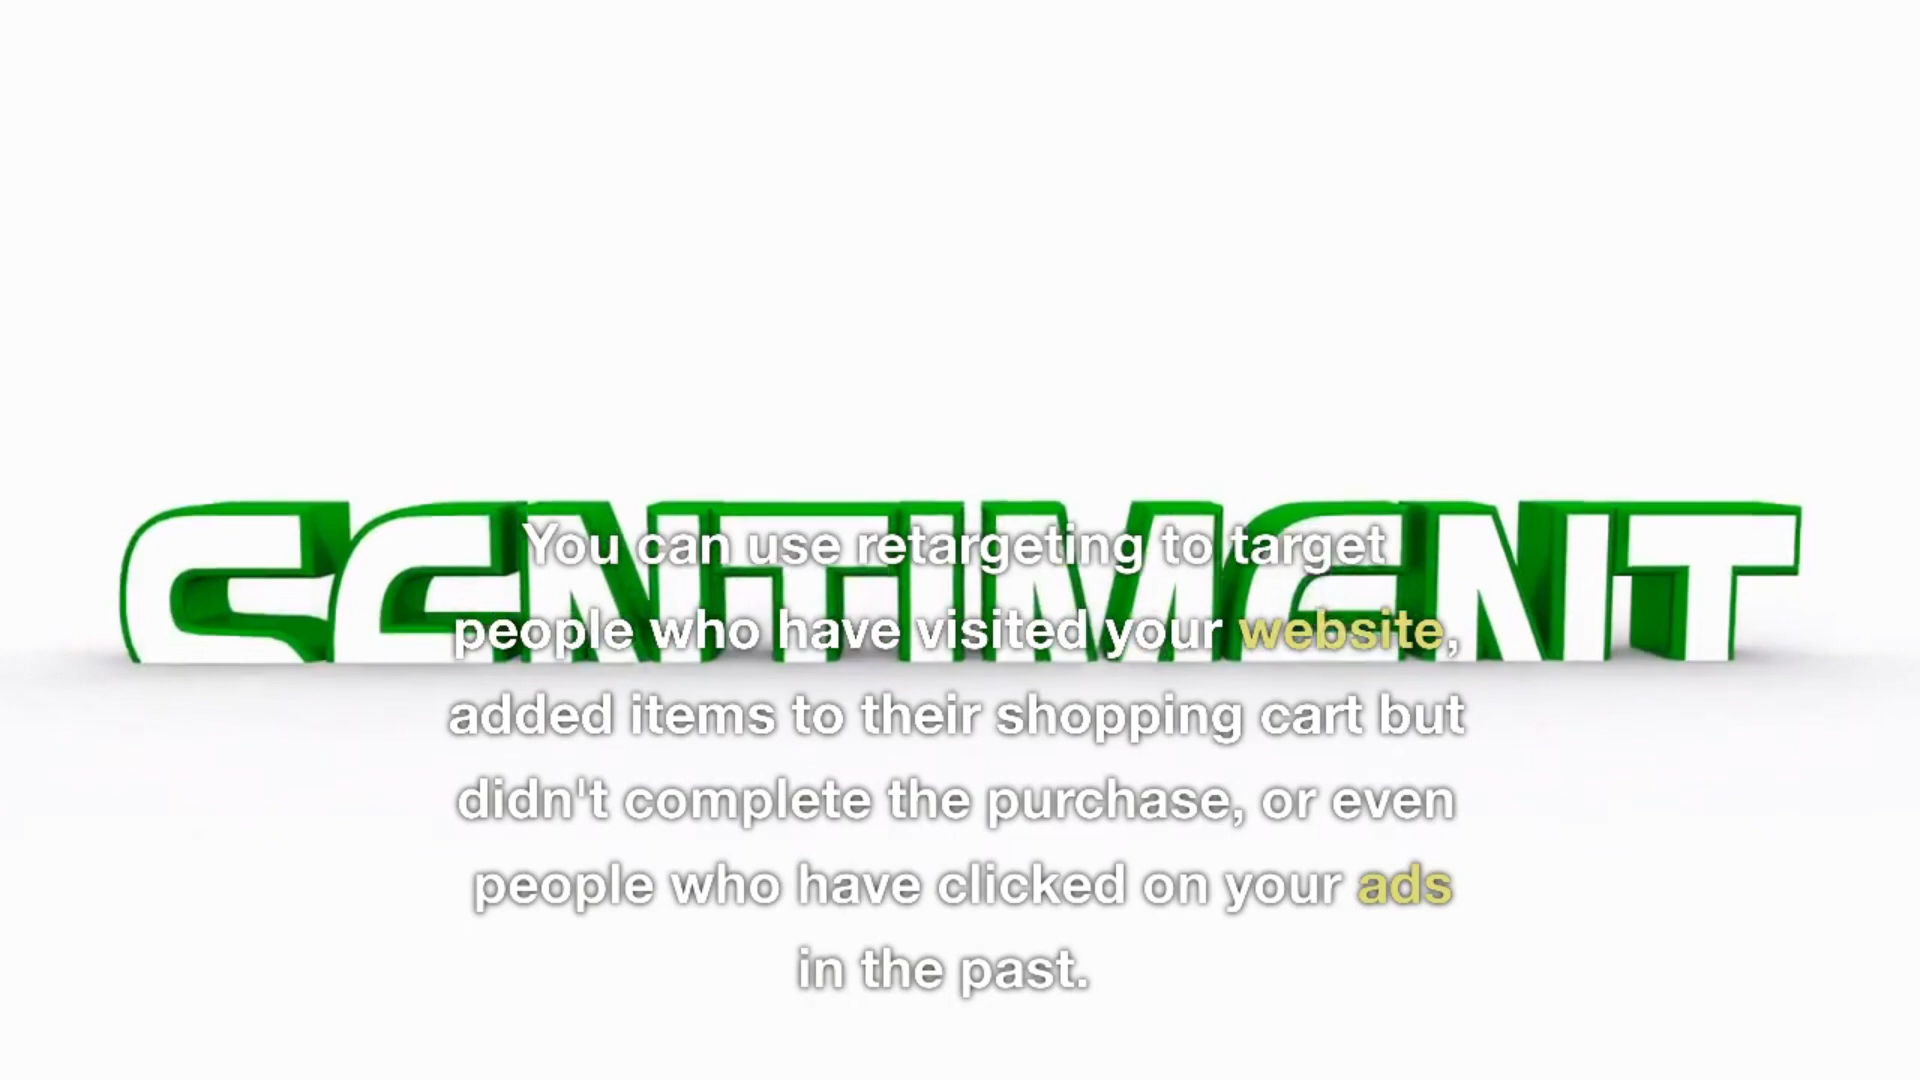 SENTIMENT
You can use retargeting to target
people who have visited your website,
added items to their shopping cart but
didn't complete the purchase, or even
people who have clicked on your ads
in the past.